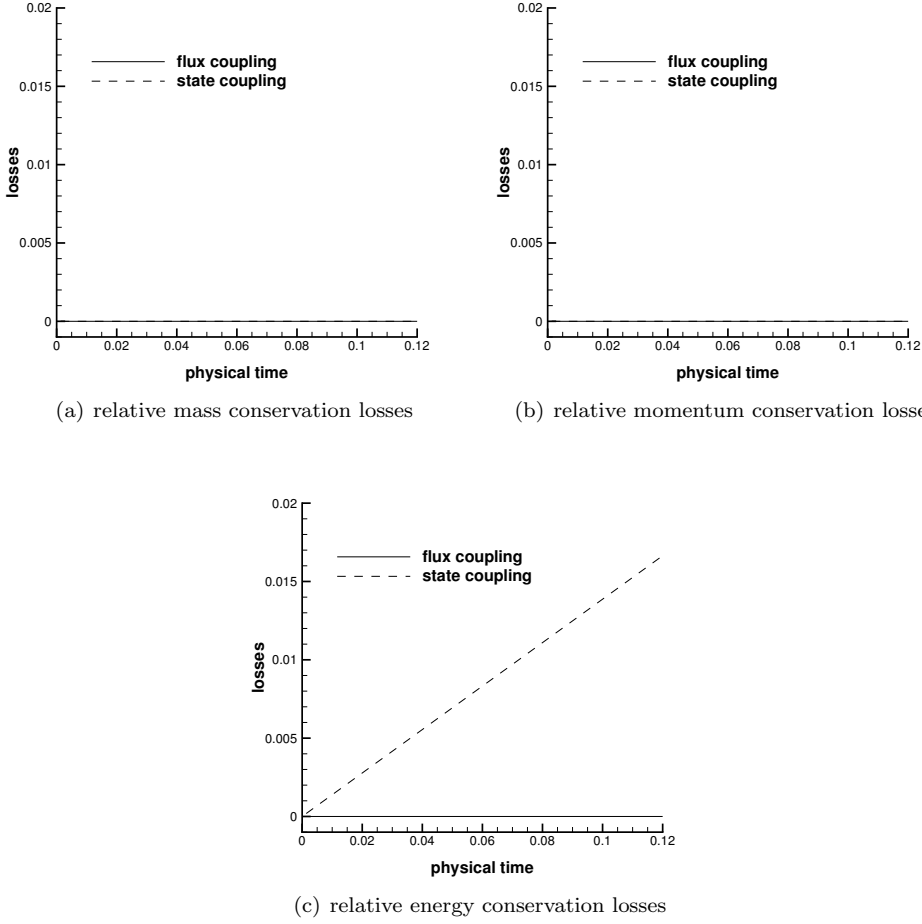 0.02
0.015
0.01
0.005
0
losses
flux coupling
state coupling
0 0.02 0.04 0.06 0.08 0.1 0.12
physical time
(a) relative mass conservation losses
0.02
0.015
0.01
0.005
0
losses
flux coupling
state coupling
0 0.02 0.04 0.06 0.08 0.1 0.12
physical time
(b) relative momentum conservation losse
0.02
0.015
0.01
0.005
0
losses
flux coupling
state coupling
0 0.02 0.04 0.06 0.08 0.1 0.12
physical time
(c) relative energy conservation losses